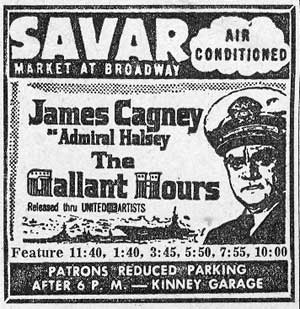 SAVAR
AIR
CONDITIONED
MARKET AT BROADWAY
James Cagney
as Admiral Halsey
The
Gallant Hours
Released thru UNITED ARTISTS
Feature 11:40, 1:40, 3:45, 5:50, 7:55, 10:00
PATRONS REDUCED PARKING
AFTER 6 P. M. — KINNEY GARAGE